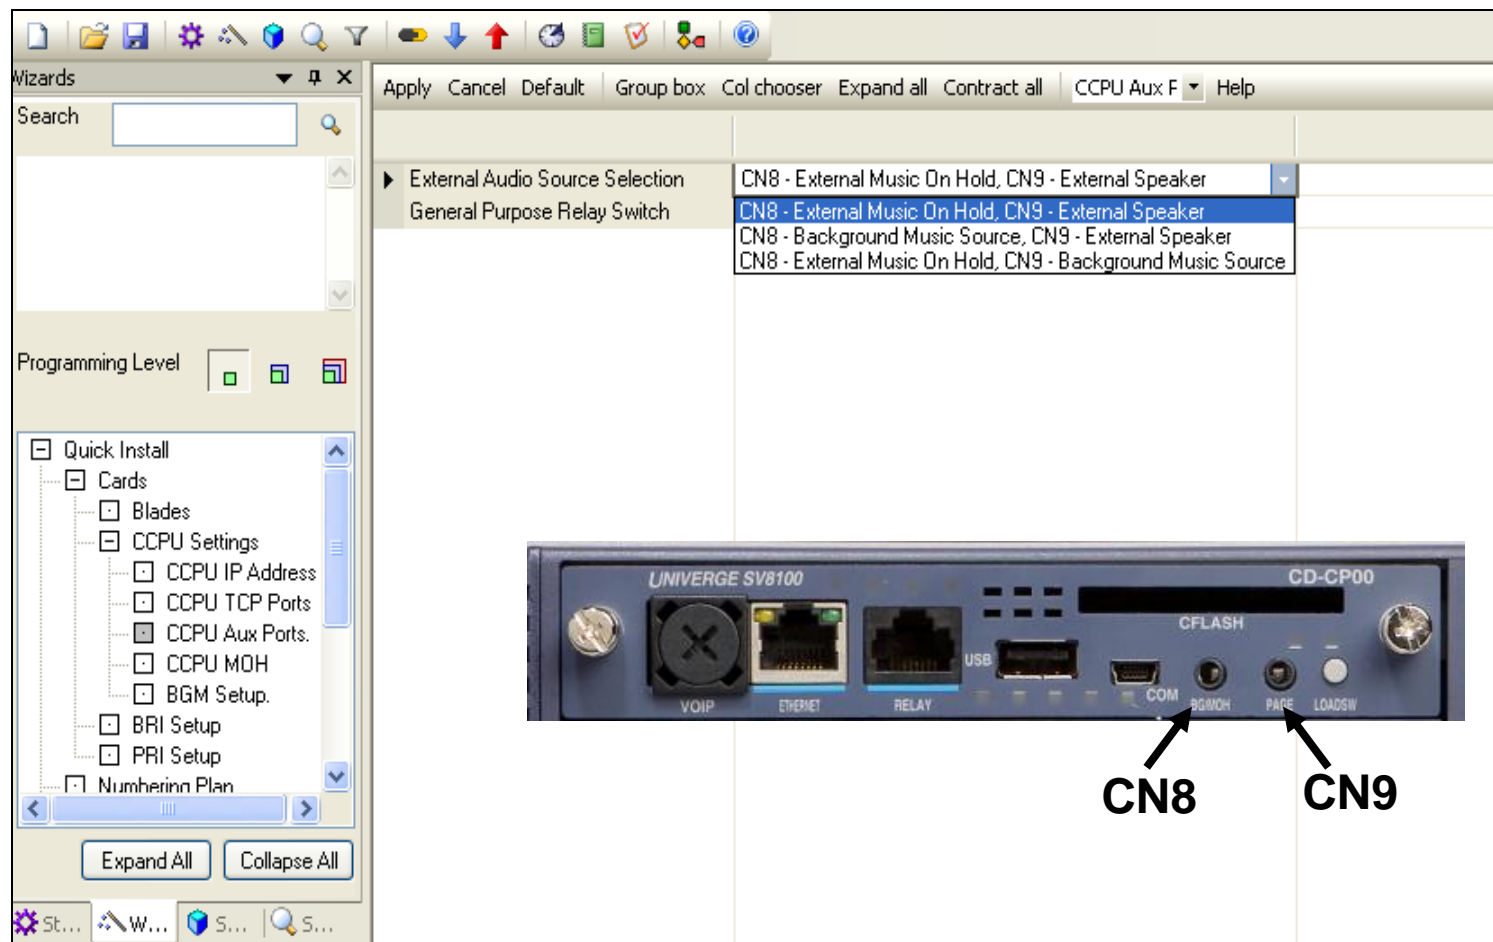 Wizards
Search
Programming Level
Quick Install
Cards
Blades
CCPU Settings
CCPU IP Address
CCPU TCP Ports
CCPU Aux Ports.
CCPU MOH
BGM Setup.
BRI Setup
PRI Setup
Numbering Plan
Expand All Collapse All
St... W... S... S...
Apply Cancel Default Group box Col chooser Expand all Contract all CCPU Aux F Help
External Audio Source Selection CN8 - External Music On Hold, CN9 - External Speaker
General Purpose Relay Switch CN8 - External Music On Hold, CN9 - External Speaker
CN8 - Background Music Source, CN9 - External Speaker
CN8 - External Music On Hold, CN9 - Background Music Source
UNIVERGE SV8100 CD-CP00
CFLASH
USB
COM
VOIP ETHERNET RELAY BG/MOH PAGE LOADSW
CN8 CN9